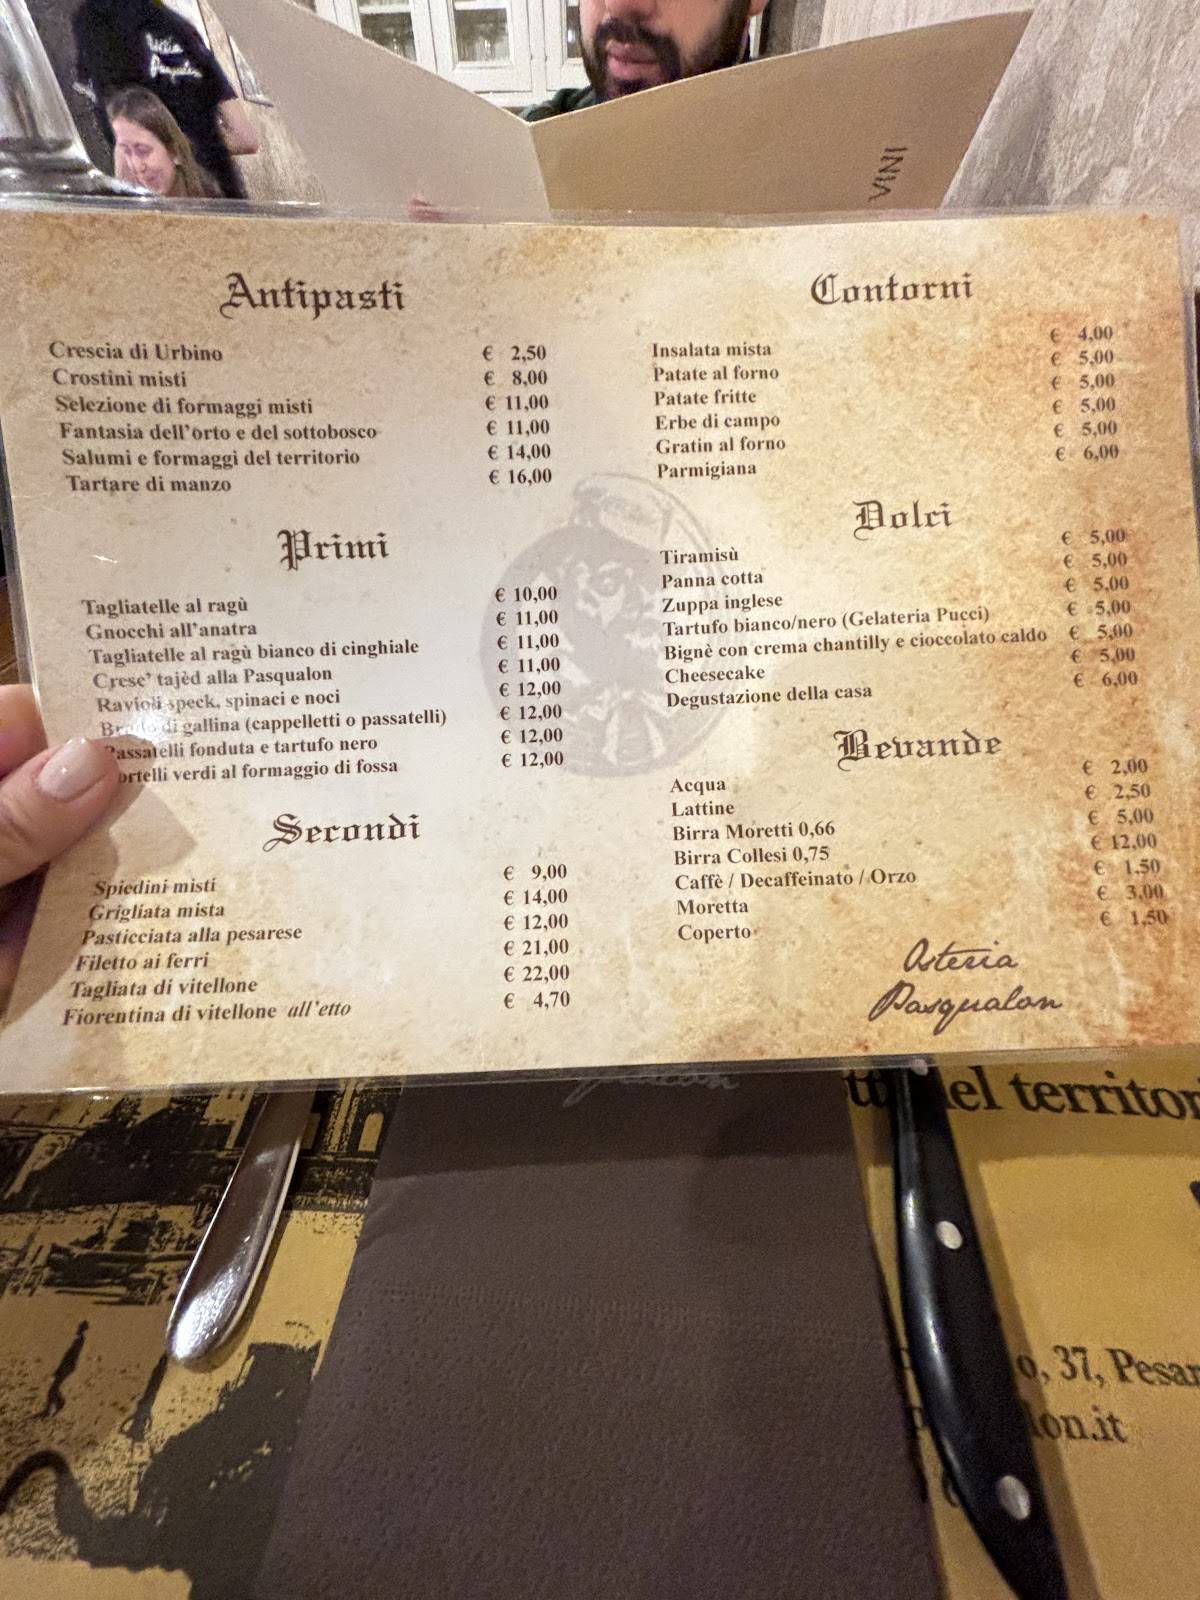 VINI
Antipasti
Crescia di Urbino € 2,50
Crostini misti € 8,00
Selezione di formaggi misti € 11,00
Fantasia dell'orto e del sottobosco € 11,00
Salumi e formaggi del territorio € 14,00
Tartare di manzo € 16,00
Primi
Tagliatelle al ragù € 10,00
Gnocchi all'anatra € 11,00
Tagliatelle al ragù bianco di cinghiale € 11,00
Cresc' tajèd alla Pasqualon € 11,00
Ravioli speck, spinaci e noci € 12,00
di gallina (cappelletti o passatelli) € 12,00
Passatelli fonduta e tartufo nero € 12,00
ortelli verdi al formaggio di fossa € 12,00
Secondi
Spiedini misti € 9,00
Grigliata mista € 14,00
Pasticciata alla pesarese € 12,00
Filetto ai ferri € 21,00
Tagliata di vitellone € 22,00
Fiorentina di vitellone all'etto € 4,70
Contorni
Insalata mista € 4,00
Patate al forno € 5,00
Patate fritte € 5,00
Erbe di campo € 5,00
Gratin al forno € 5,00
Parmigiana € 6,00
Dolci
Tiramisù € 5,00
Panna cotta € 5,00
Zuppa inglese € 5,00
Tartufo bianco/nero (Gelateria Pucci) € 5,00
Bignè con crema chantilly e cioccolato caldo € 5,00
Cheesecake € 5,00
Degustazione della casa € 6,00
Bevande
Acqua € 2,00
Lattine € 2,50
Birra Moretti 0,66 € 5,00
Birra Collesi 0,75 € 12,00
Caffè / Decaffeinato / Orzo € 1,50
Moretta € 3,00
Coperto € 1,50
Osteria
Pasqualon
del territor
o, 37, Pesar
lon.it